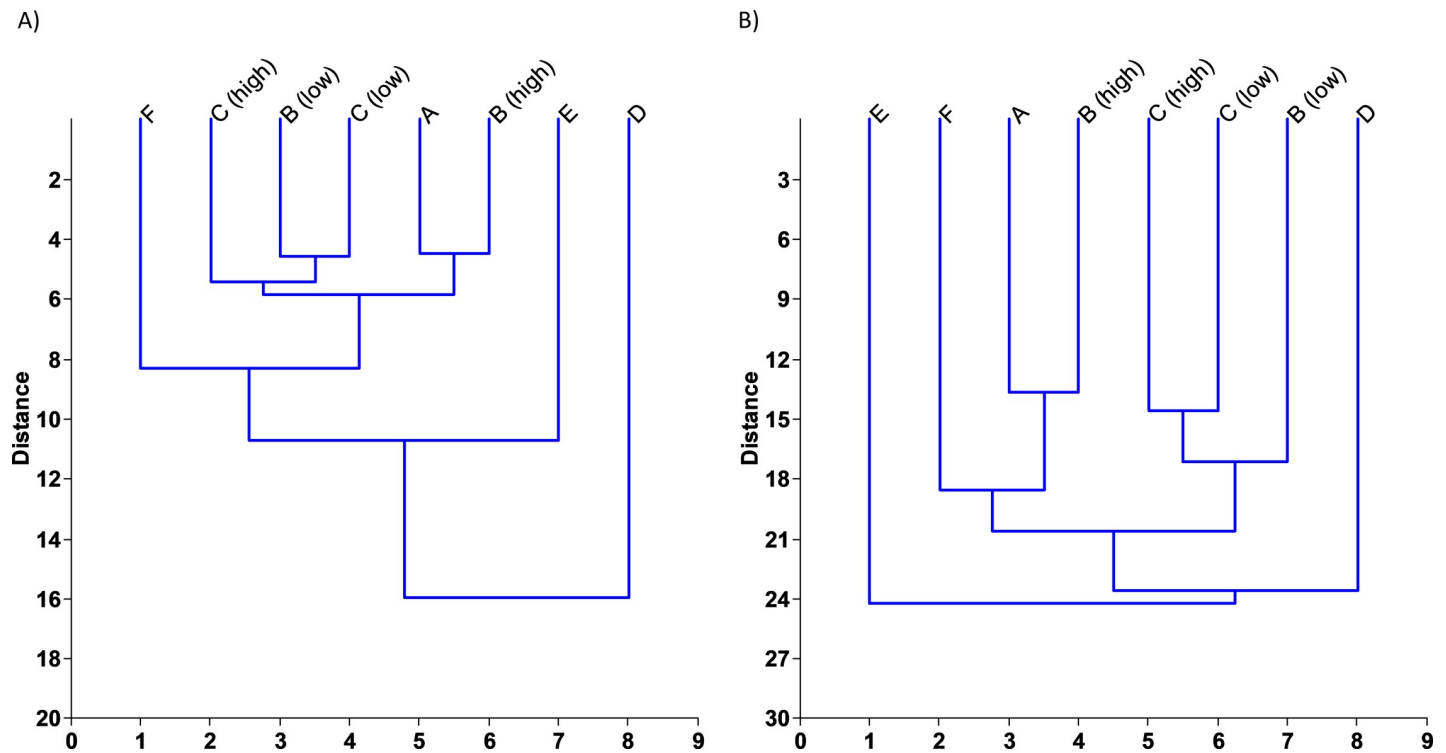 A)
F C (high) B (low) C (low) A B (high) E D
2
4
6
8
10
12
14
16
18
20
Distance
0 1 2 3 4 5 6 7 8 9
B)
E F A B (high) C (high) C (low) B (low) D
3
6
9
12
15
18
21
24
27
30
Distance
0 1 2 3 4 5 6 7 8 9